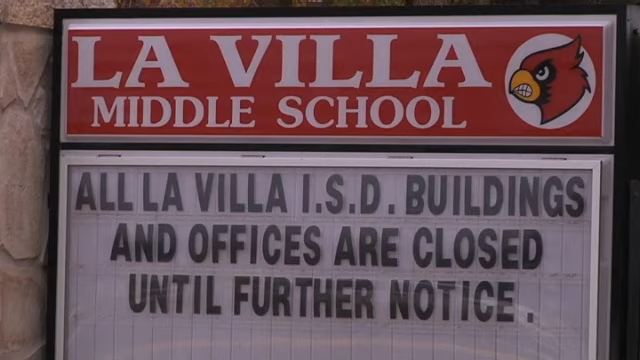 LA VILLA
MIDDLE SCHOOL
ALL LA VILLA I.S.D. BUILDINGS
AND OFFICES ARE CLOSED
UNTIL FURTHER NOTICE.